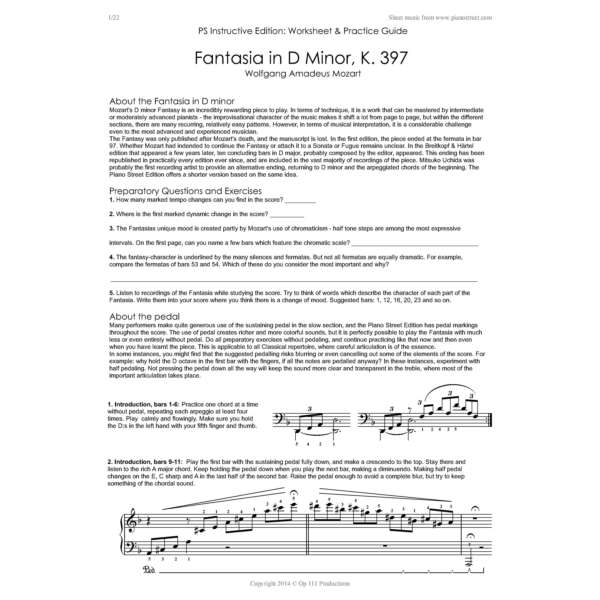 1/22
Sheet music from www.pianostreet.com
PS Instructive Edition: Worksheet & Practice Guide
Fantasia in D Minor, K. 397
Wolfgang Amadeus Mozart
About the Fantasia in D minor
Mozart's D minor Fantasy is an incredibly rewarding piece to play. In terms of technique, it is a work that can be mastered by intermediate
or moderately advanced pianists - the improvisational character of the music makes it shift a lot from page to page, but within the different
sections, there are many recurring, relatively easy patterns. However, in terms of musical interpretation, it is a considerable challenge
even to the most advanced and experienced musician.
The Fantasy was only published after Mozart's death, and the manuscript is lost. In the first edition, the piece ended at the fermata in bar
97. Whether Mozart had indended to continue the Fantasy or attach it to a Sonata or Fugue remains unclear. In the Breitkopf & Härtel
edition that appeared a few years later, ten concluding bars in D major, probably composed by the editor, appeared. This ending has been
republished in practically every edition ever since, and are included in the vast majority of recordings of the piece. Mitsuko Uchida was
probably the first recording artist to provide an alternative ending, returning to D minor and the arpeggiated chords of the beginning. The
Piano Street Edition offers a shorter version based on the same idea.
Preparatory Questions and Exercises
1. How many marked tempo changes can you find in the score? _________
2. Where is the first marked dynamic change in the score? __________
3. The Fantasias unique mood is created partly by Mozart's use of chromaticism - half tone steps are among the most expressive
intervals. On the first page, can you name a few bars which feature the chromatic scale? ____________________
4. The fantasy-character is underlined by the many silences and fermatas. But not all fermatas are equally dramatic. For example,
compare the fermatas of bars 53 and 54. Which of these do you consider the most important and why?
5. Listen to recordings of the Fantasia while studying the score. Try to think of words which describe the character of each part of the
Fantasia. Write them into your score where you think there is a change of mood. Suggested bars: 1, 12, 16, 20, 23 and so on.
About the pedal
Many performers make quite generous use of the sustaining pedal in the slow section, and the Piano Street Edition has pedal markings
throughout the score. The use of pedal creates richer and more colorful sounds, but it is perfectly possible to play the Fantasia with much
less or even entirely without pedal. Do all preparatory exercises without pedaling, and continue practicing like that now and then even
when you have learnt the piece. This is applicable to all Classical repertoire, where careful articulation is of the essence.
In some instances, you might find that the suggested pedalling risks blurring or even cancelling out some of the elements of the score. For
example: why hold the D octave in the first bar with the fingers, if all the notes are pedalled anyway? In these instances, experiment with
half pedaling. Not pressing the pedal down all the way will keep the sound more clear and transparent in the treble, where most of the
important articulation takes place.
1. Introduction, bars 1-6: Practice one chord at a time
without pedal, repeating each arpeggio at least four
times. Play calmly and flowingly. Make sure you hold
the D:s in the left hand with your fifth finger and thumb.
3 3 3 3
5 4 2 1
1 2 4 2 5
2. Introduction, bars 9-11: Play the first bar with the sustaining pedal fully down, and make a crescendo to the top. Stay there and
listen to the rich A major chord. Keep holding the pedal down when you play the next bar, making a diminuendo. Making half pedal
changes on the E, C sharp and A in the last half of the second bar. Raise the pedal enough to avoid a complete blur, but try to keep
something of the chordal sound.
Ped.
Copyright 2014 © Op 111 Productions